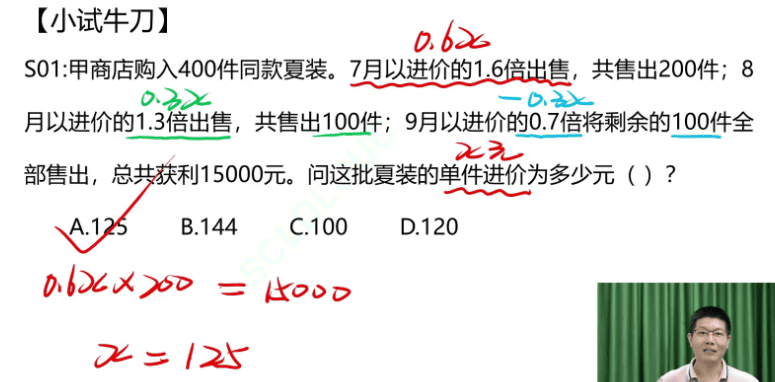 【小试牛刀】
0.6x
S01:甲商店购入400件同款夏装。7月以进价的1.6倍出售，共售出200件；8
0.3x
-0.3x
月以进价的1.3倍出售，共售出100件；9月以进价的0.7倍将剩余的100件全
x元
部售出，总共获利15000元。问这批夏装的单件进价为多少元（）？
A.125 B.144 C.100 D.120
0.6x×200 = 15000
x = 125